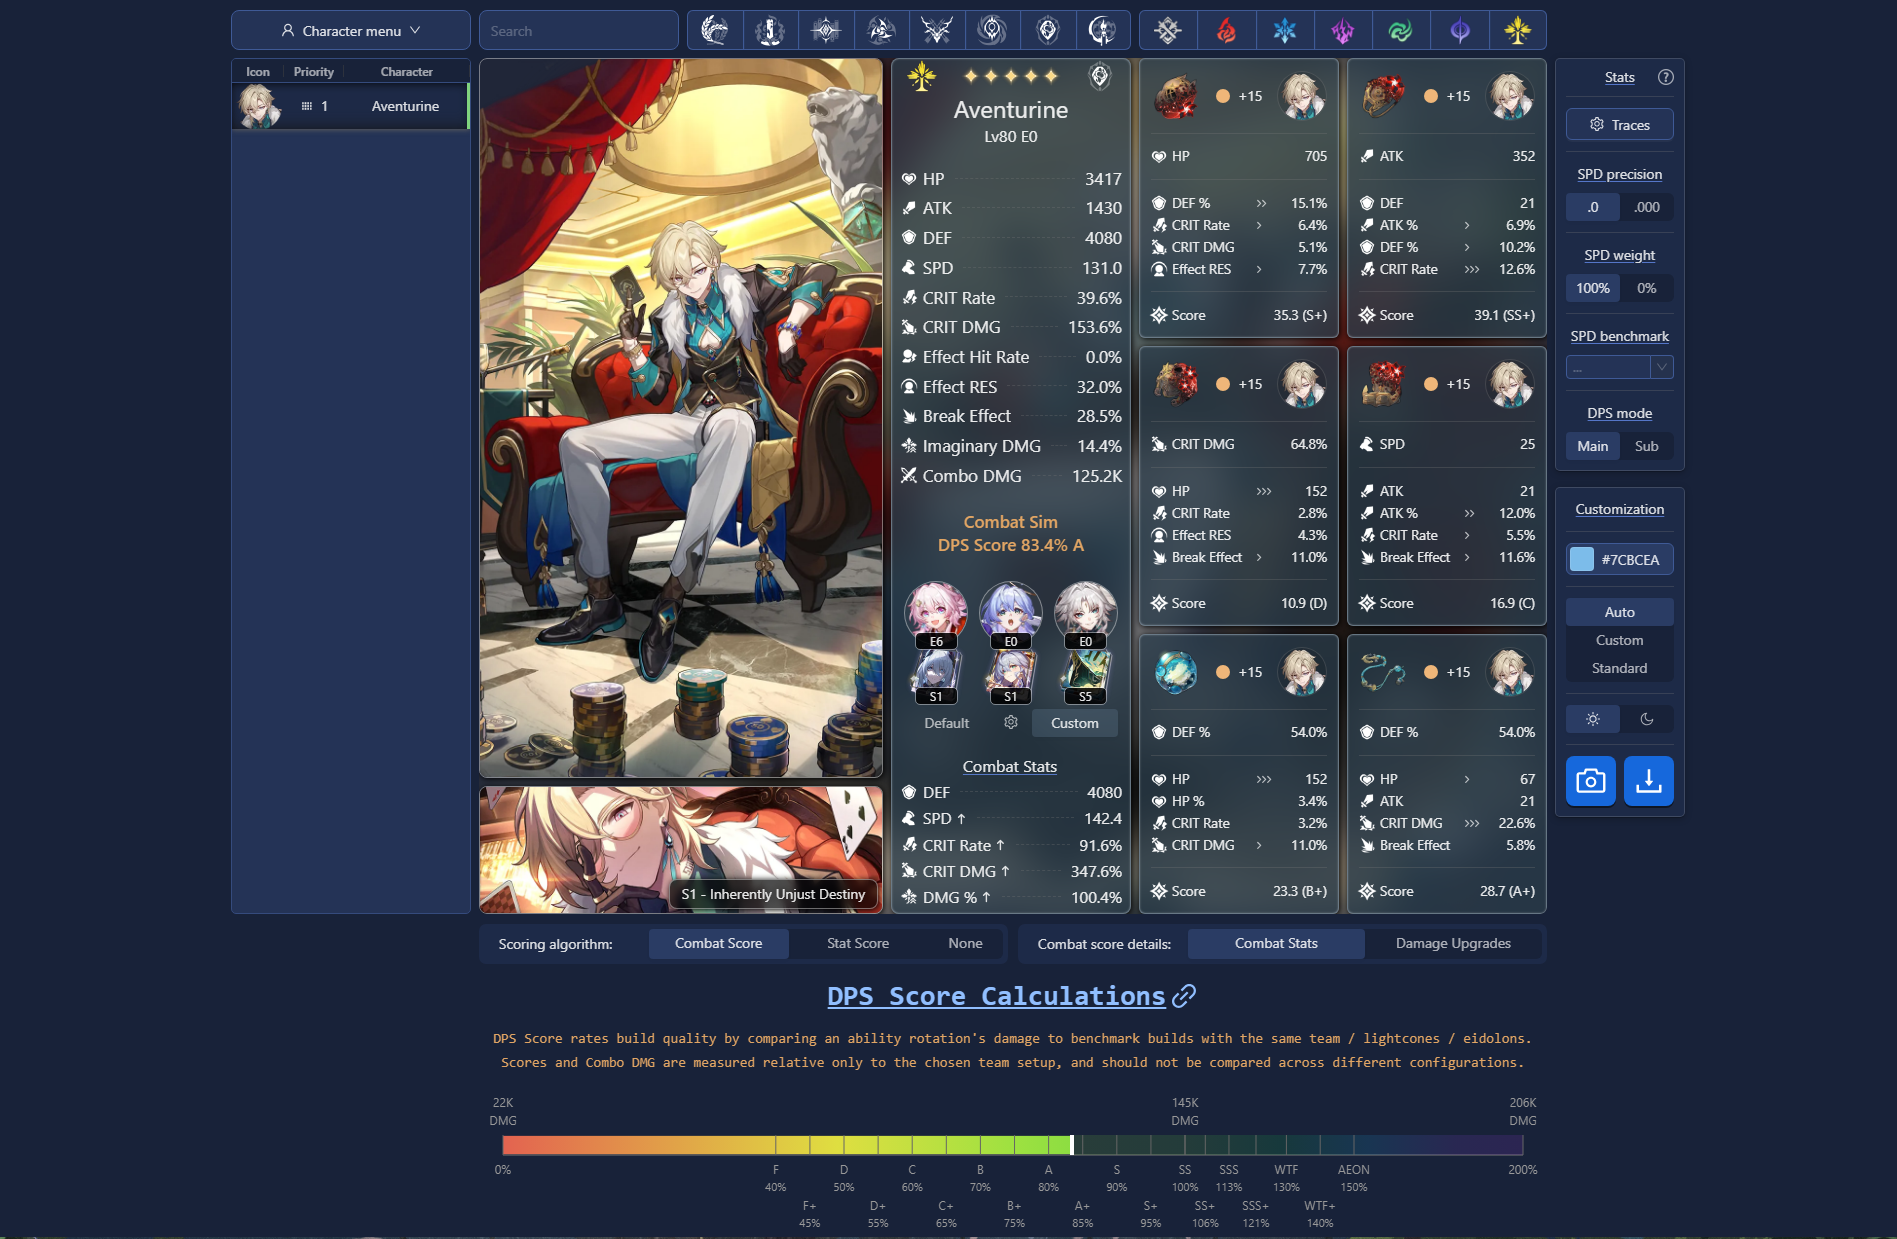 Character menu
Search
Icon Priority Character
1 Aventurine
Aventurine
Lv80 E0
HP 3417
ATK 1430
DEF 4080
SPD 131.0
CRIT Rate 39.6%
CRIT DMG 153.6%
Effect Hit Rate 0.0%
Effect RES 32.0%
Break Effect 28.5%
Imaginary DMG 14.4%
Combo DMG 125.2K
Combat Sim
DPS Score 83.4% A
E6 E0 E0
S1 S1 S5
Default Custom
Combat Stats
DEF 4080
SPD ↑ 142.4
CRIT Rate ↑ 91.6%
CRIT DMG ↑ 347.6%
DMG % ↑ 100.4%
S1 - Inherently Unjust Destiny
+15
HP 705
DEF % 15.1%
CRIT Rate 6.4%
CRIT DMG 5.1%
Effect RES 7.7%
Score 35.3 (S+)
+15
ATK 352
DEF 21
ATK % 6.9%
DEF % 10.2%
CRIT Rate 12.6%
Score 39.1 (SS+)
+15
CRIT DMG 64.8%
HP 152
CRIT Rate 2.8%
Effect RES 4.3%
Break Effect 11.0%
Score 10.9 (D)
+15
SPD 25
ATK 21
ATK % 12.0%
CRIT Rate 5.5%
Break Effect 11.6%
Score 16.9 (C)
+15
DEF % 54.0%
HP 152
HP % 3.4%
CRIT Rate 3.2%
CRIT DMG 11.0%
Score 23.3 (B+)
+15
DEF % 54.0%
HP 67
ATK 21
CRIT DMG 22.6%
Break Effect 5.8%
Score 28.7 (A+)
Stats
Traces
SPD precision
.0 .000
SPD weight
100% 0%
SPD benchmark
...
DPS mode
Main Sub
Customization
#7CBCEA
Auto
Custom
Standard
Scoring algorithm: Combat Score Stat Score None
Combat score details: Combat Stats Damage Upgrades
DPS Score Calculations
DPS Score rates build quality by comparing an ability rotation's damage to benchmark builds with the same team / lightcones / eidolons.
Scores and Combo DMG are measured relative only to the chosen team setup, and should not be compared across different configurations.
22K 145K 206K
DMG DMG DMG
0% F D C B A S SS SSS WTF AEON 200%
40% 50% 60% 70% 80% 90% 100% 113% 130% 150%
F+ D+ C+ B+ A+ S+ SS+ SSS+ WTF+
45% 55% 65% 75% 85% 95% 106% 121% 140%